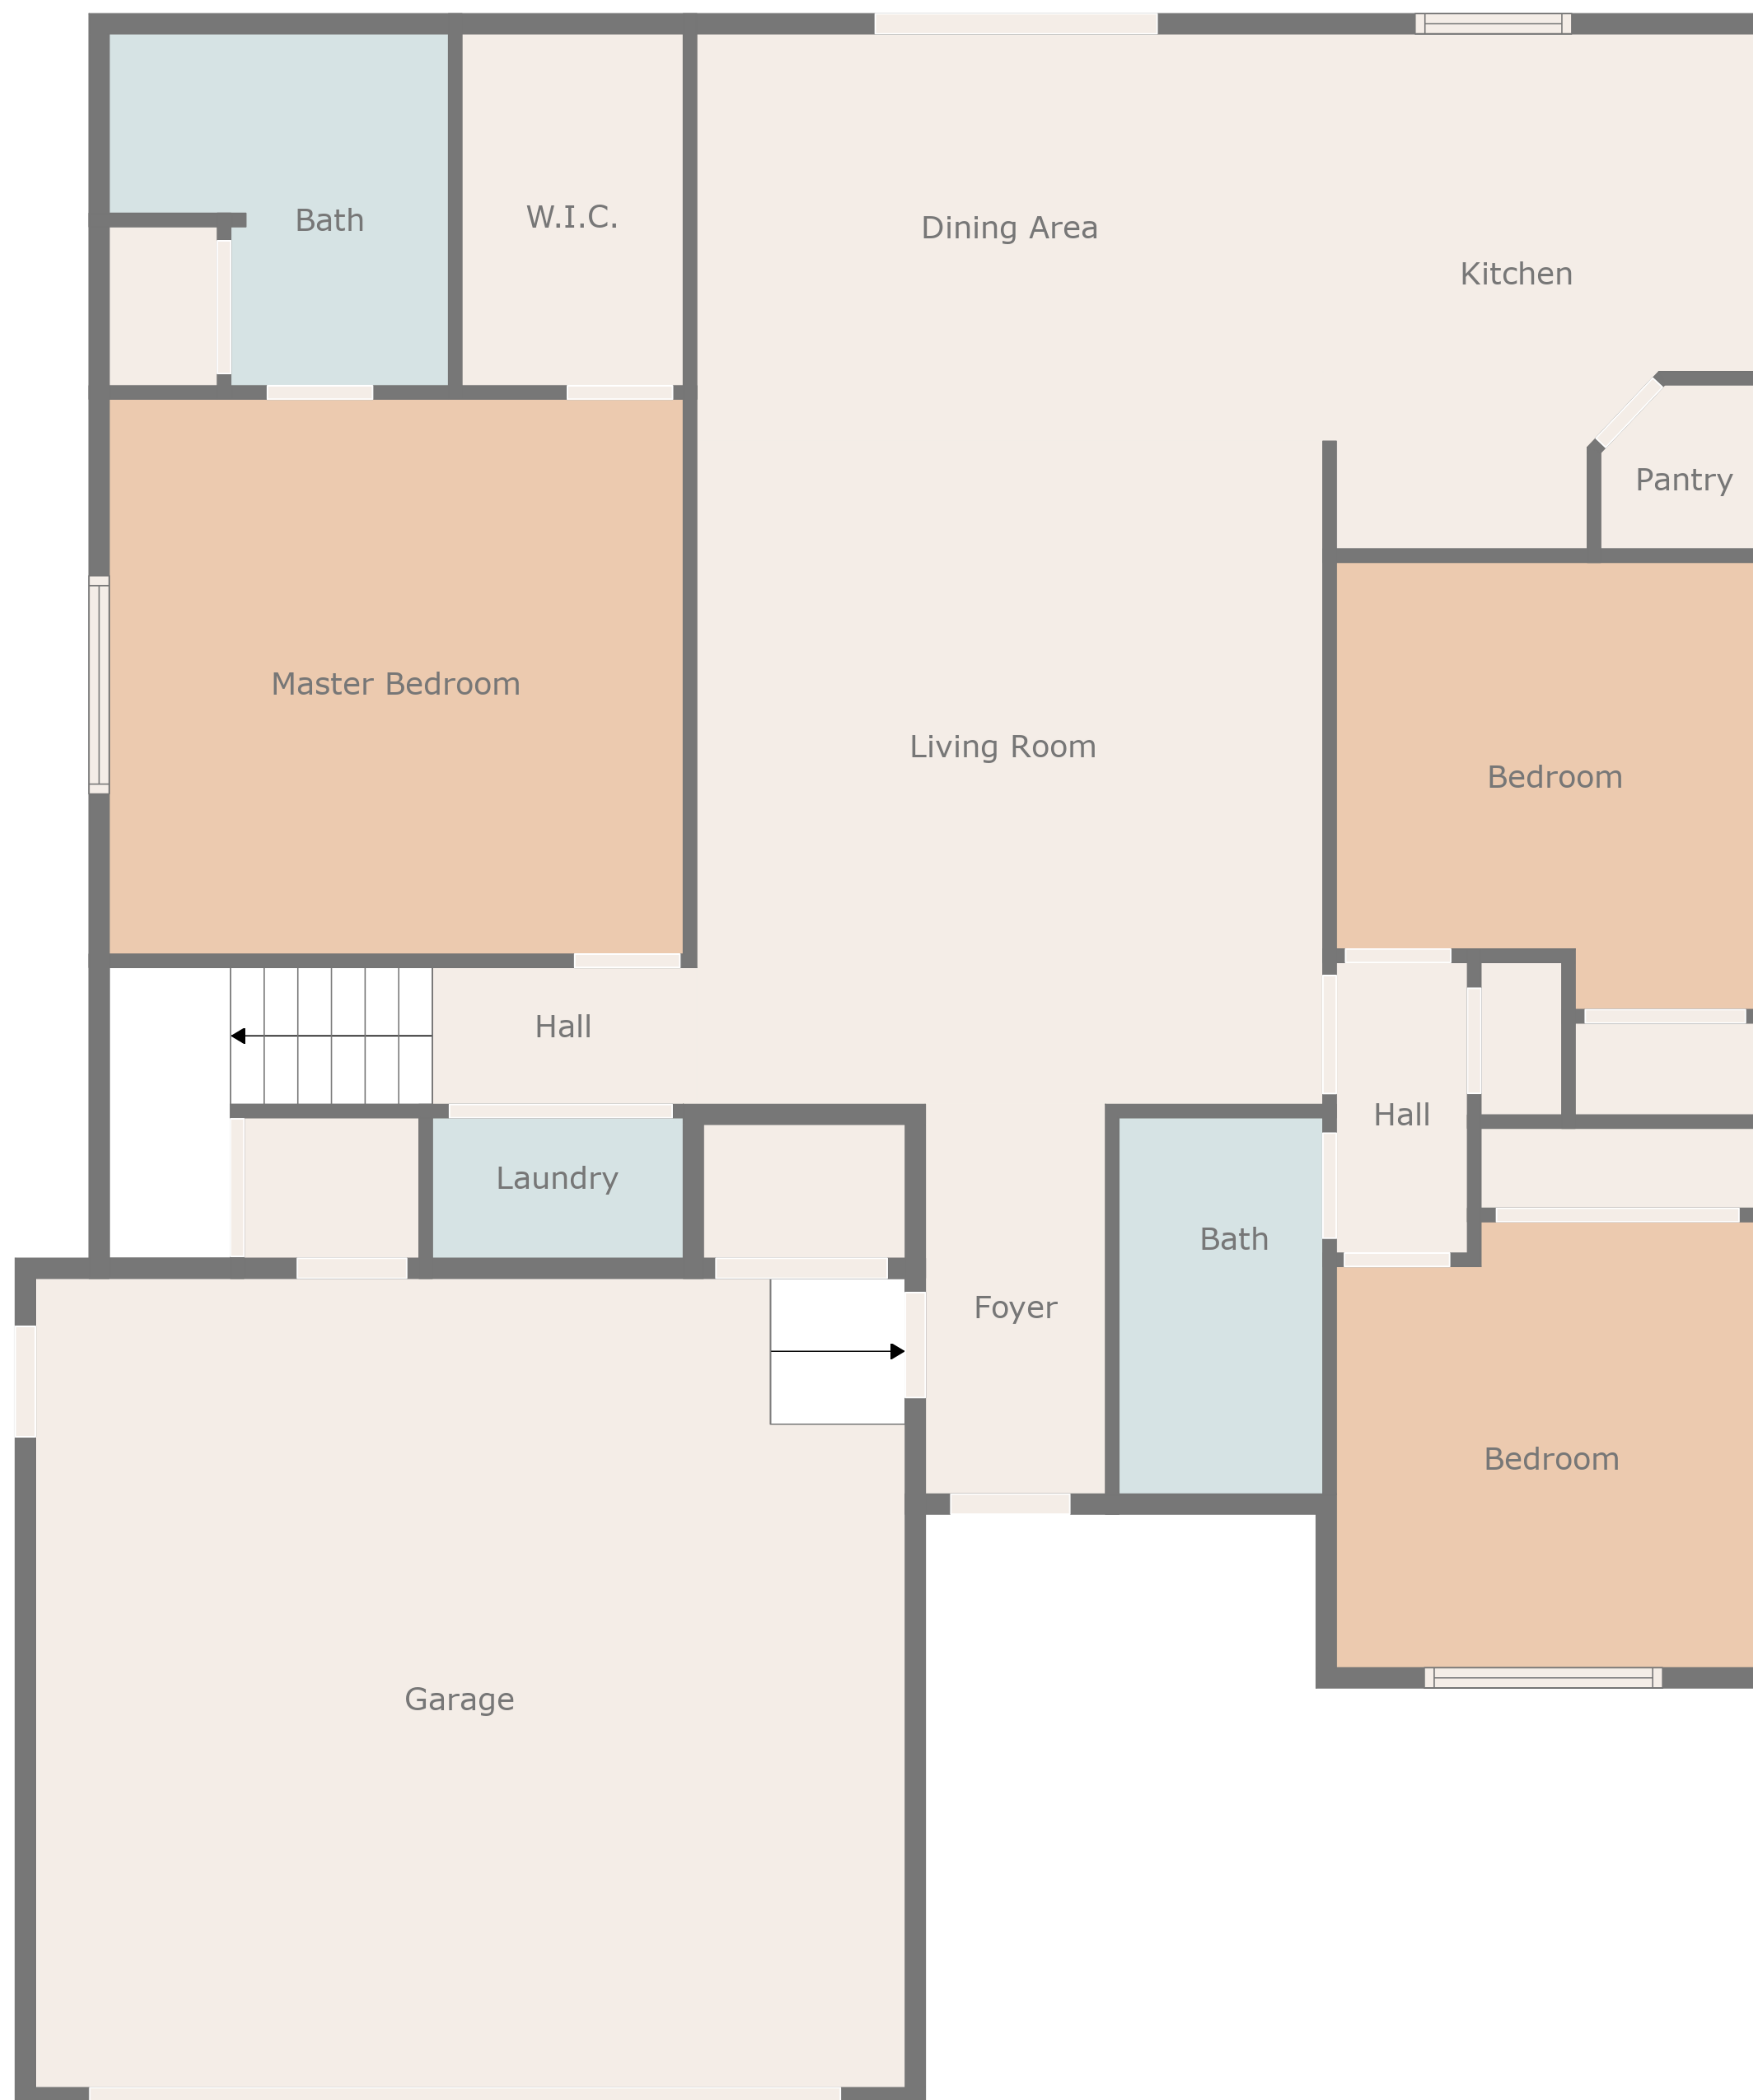 Bath
W.I.C.
Dining Area
Kitchen
Pantry
Master Bedroom
Living Room
Bedroom
Hall
Hall
Laundry
Bath
Foyer
Bedroom
Garage